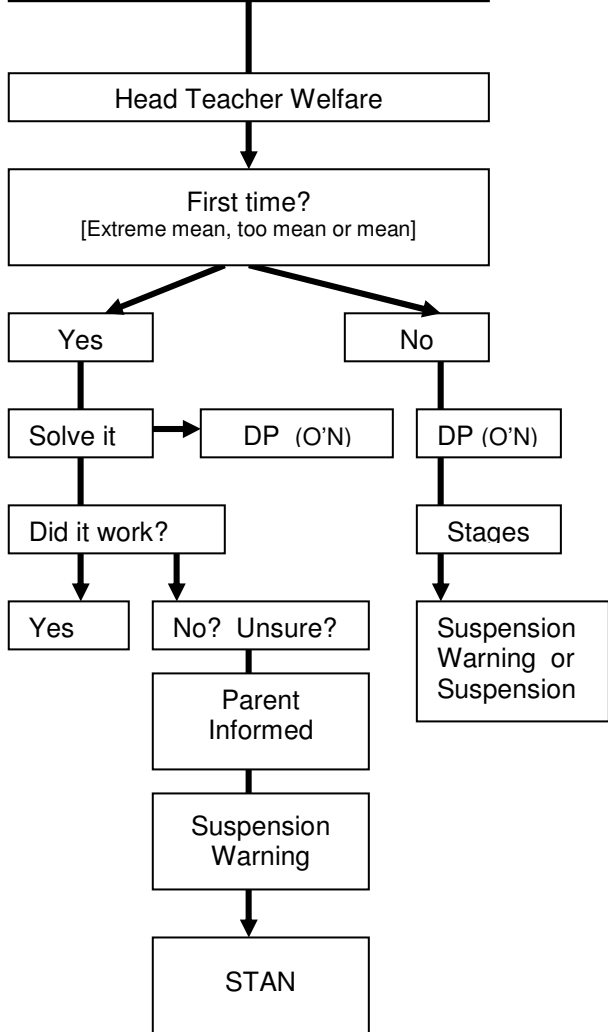 Head Teacher Welfare
First time?
[Extreme mean, too mean or mean]
Yes
No
Solve it
DP (O'N)
DP (O'N)
Did it work?
Stages
Yes
No? Unsure?
Suspension
Warning or
Suspension
Parent
Informed
Suspension
Warning
STAN